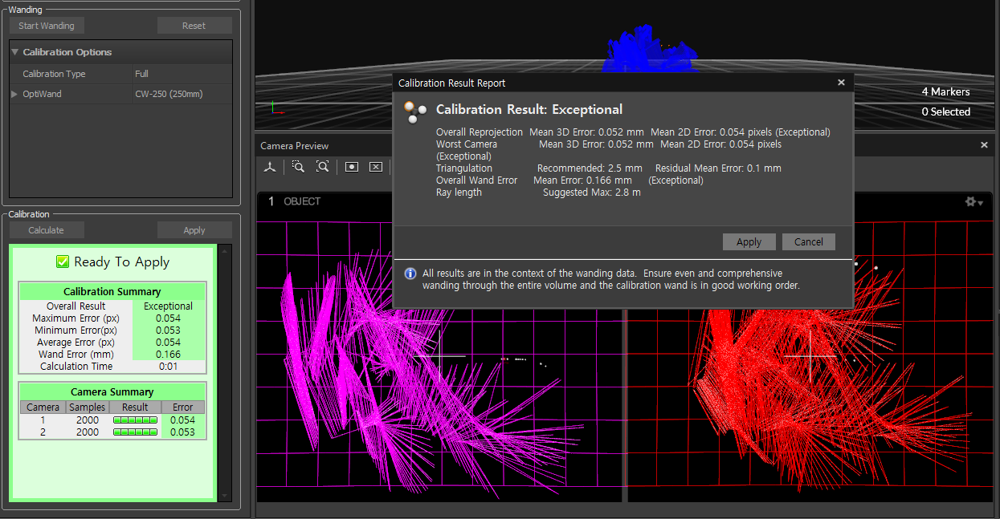 Wanding
Start Wanding Reset
Calibration Options
Calibration Type Full
OptiWand CW-250 (250mm)
Calibration
Calculate Apply
Ready To Apply
Calibration Summary
Overall Result Exceptional
Maximum Error (px) 0.054
Minimum Error(px) 0.053
Average Error (px) 0.054
Wand Error (mm) 0.166
Calculation Time 0:01
Camera Summary
Camera Samples Result Error
1 2000 0.054
2 2000 0.053
4 Markers
0 Selected
Camera Preview
1 OBJECT
Calibration Result Report
Calibration Result: Exceptional
Overall Reprojection Mean 3D Error: 0.052 mm Mean 2D Error: 0.054 pixels (Exceptional)
Worst Camera Mean 3D Error: 0.052 mm Mean 2D Error: 0.054 pixels
(Exceptional)
Triangulation Recommended: 2.5 mm Residual Mean Error: 0.1 mm
Overall Wand Error Mean Error: 0.166 mm (Exceptional)
Ray length Suggested Max: 2.8 m
Apply Cancel
All results are in the context of the wanding data. Ensure even and comprehensive
wanding through the entire volume and the calibration wand is in good working order.